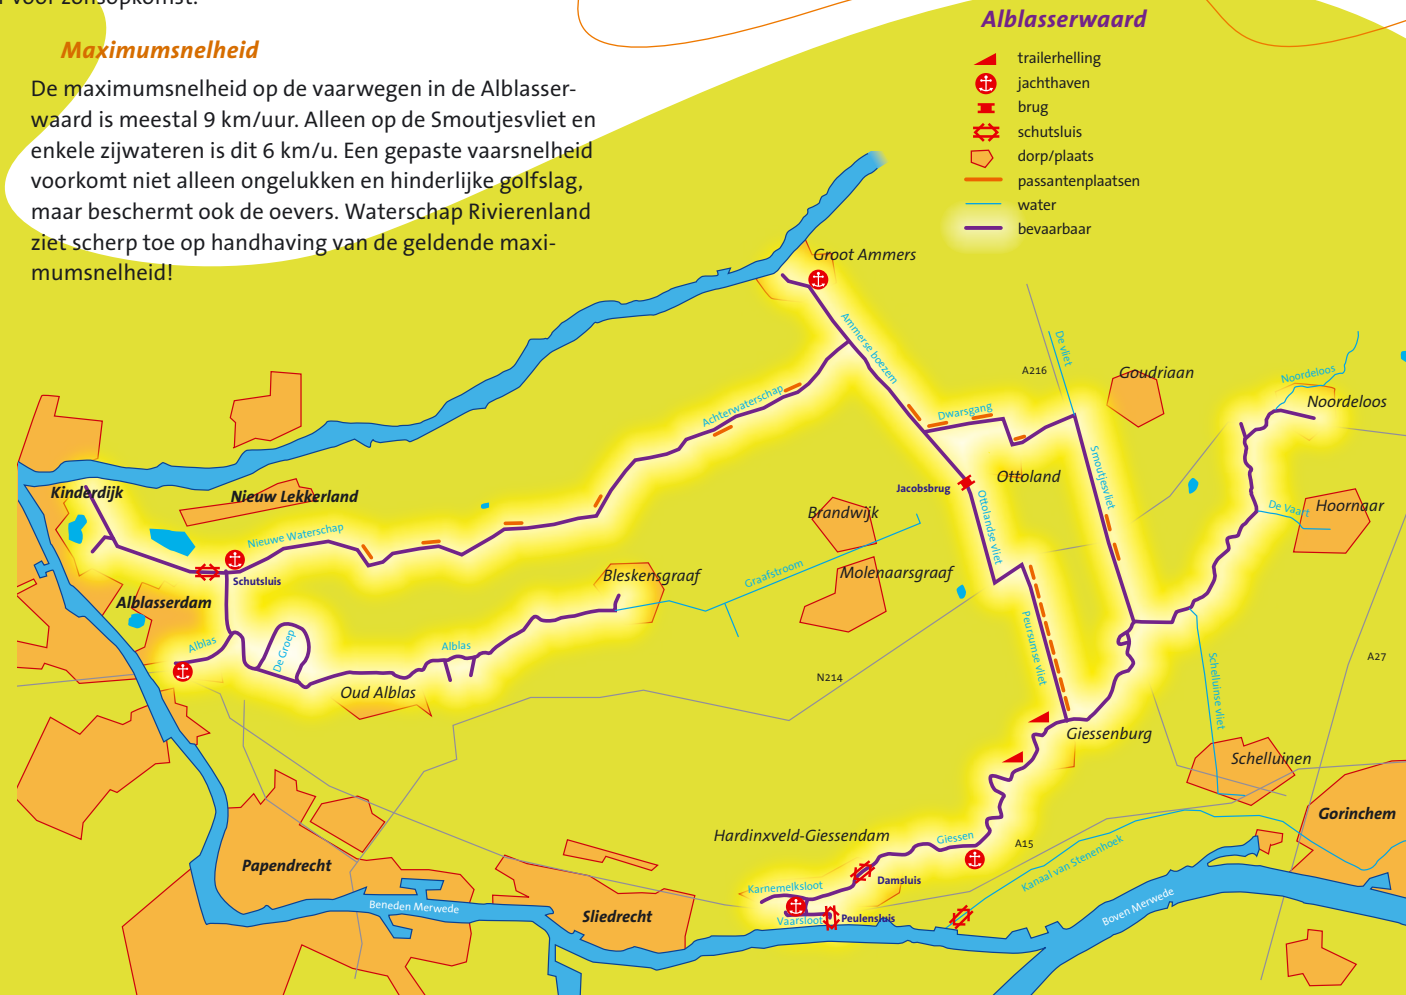 voor zonsopkomst.
Maximumsnelheid
De maximumsnelheid op de vaarwegen in de Alblasser-
waard is meestal 9 km/uur. Alleen op de Smoutjesvliet en
enkele zijwateren is dit 6 km/u. Een gepaste vaarsnelheid
voorkomt niet alleen ongelukken en hinderlijke golfslag,
maar beschermt ook de oevers. Waterschap Rivierenland
ziet scherp toe op handhaving van de geldende maxi-
mumsnelheid!
Alblasserwaard
trailerhelling
jachthaven
brug
schutsluis
dorp/plaats
passantenplaatsen
water
bevaarbaar
Groot Ammers
Ammerse boezem
De vliet
A216
Goudriaan
Noordeloos
Noordeloos
Achterwaterschap
Dwarsgang
Smoutjesvliet
Ottoland
Jacobsbrug
Ottolandse vliet
Kinderdijk
Nieuw Lekkerland
Nieuwe Waterschap
Brandwijk
De Vaart
Hoornaar
Schutsluis
Bleskensgraaf
Graafstroom
Molenaarsgraaf
Alblasserdam
Alblas
De Groep
Alblas
Peursumse vliet
Schelluinse vliet
A27
N214
Oud Alblas
Giessenburg
Schelluinen
Gorinchem
Hardinxveld-Giessendam
Giessen
A15
Kanaal van Stenenhoek
Papendrecht
Damsluis
Karnemelksloot
Beneden Merwede
Sliedrecht
Vaarsloot
Peulensluis
Boven Merwede